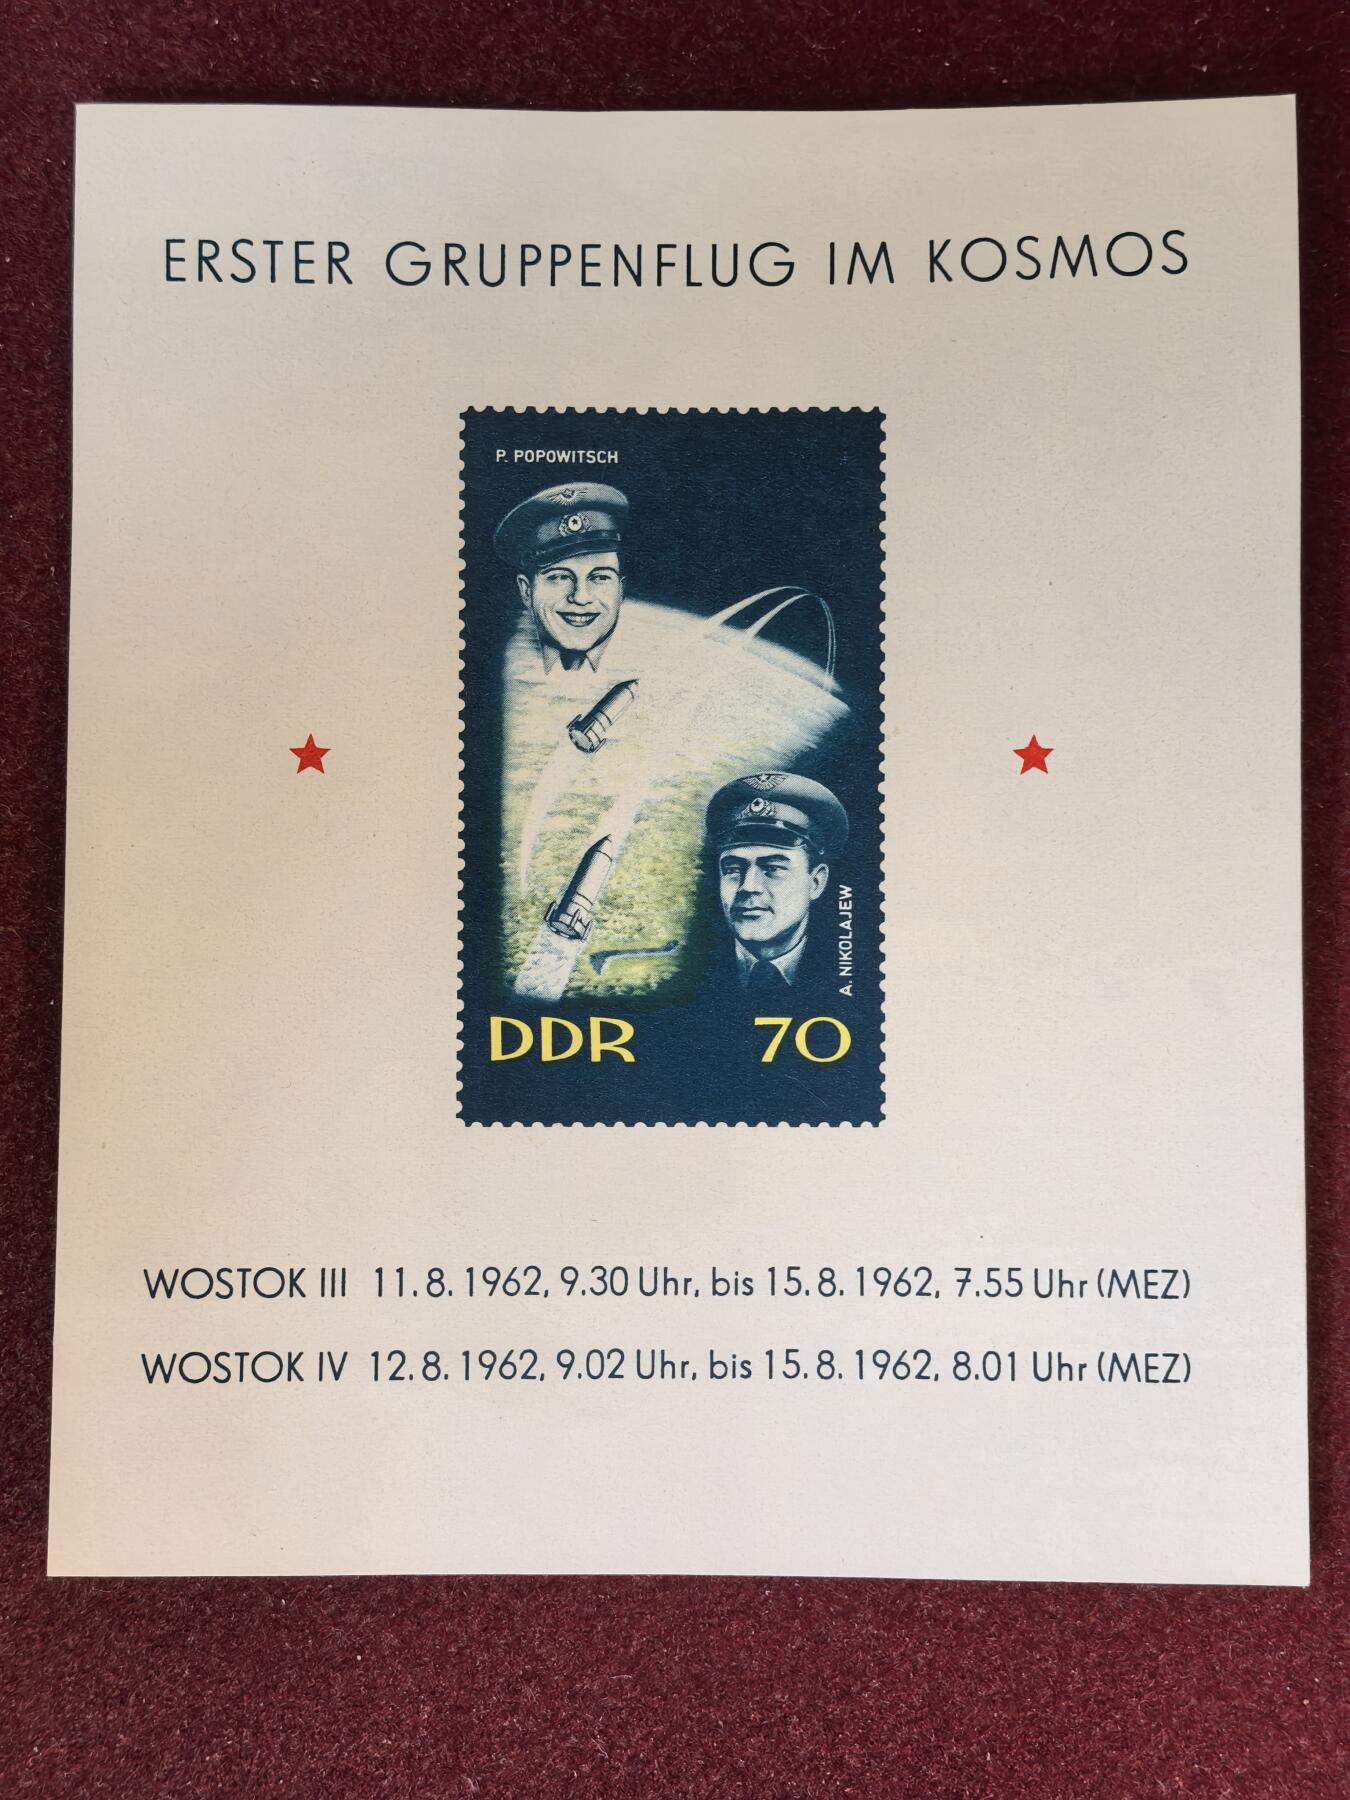 ERSTER GRUPPENFLUG IM KOSMOS
P. POPOWITSCH
A. NIKOLAJEW
DDR 70
WOSTOK III 11.8.1962, 9.30 Uhr, bis 15.8.1962, 7.55 Uhr (MEZ)
WOSTOK IV 12.8.1962, 9.02 Uhr, bis 15.8.1962, 8.01 Uhr (MEZ)